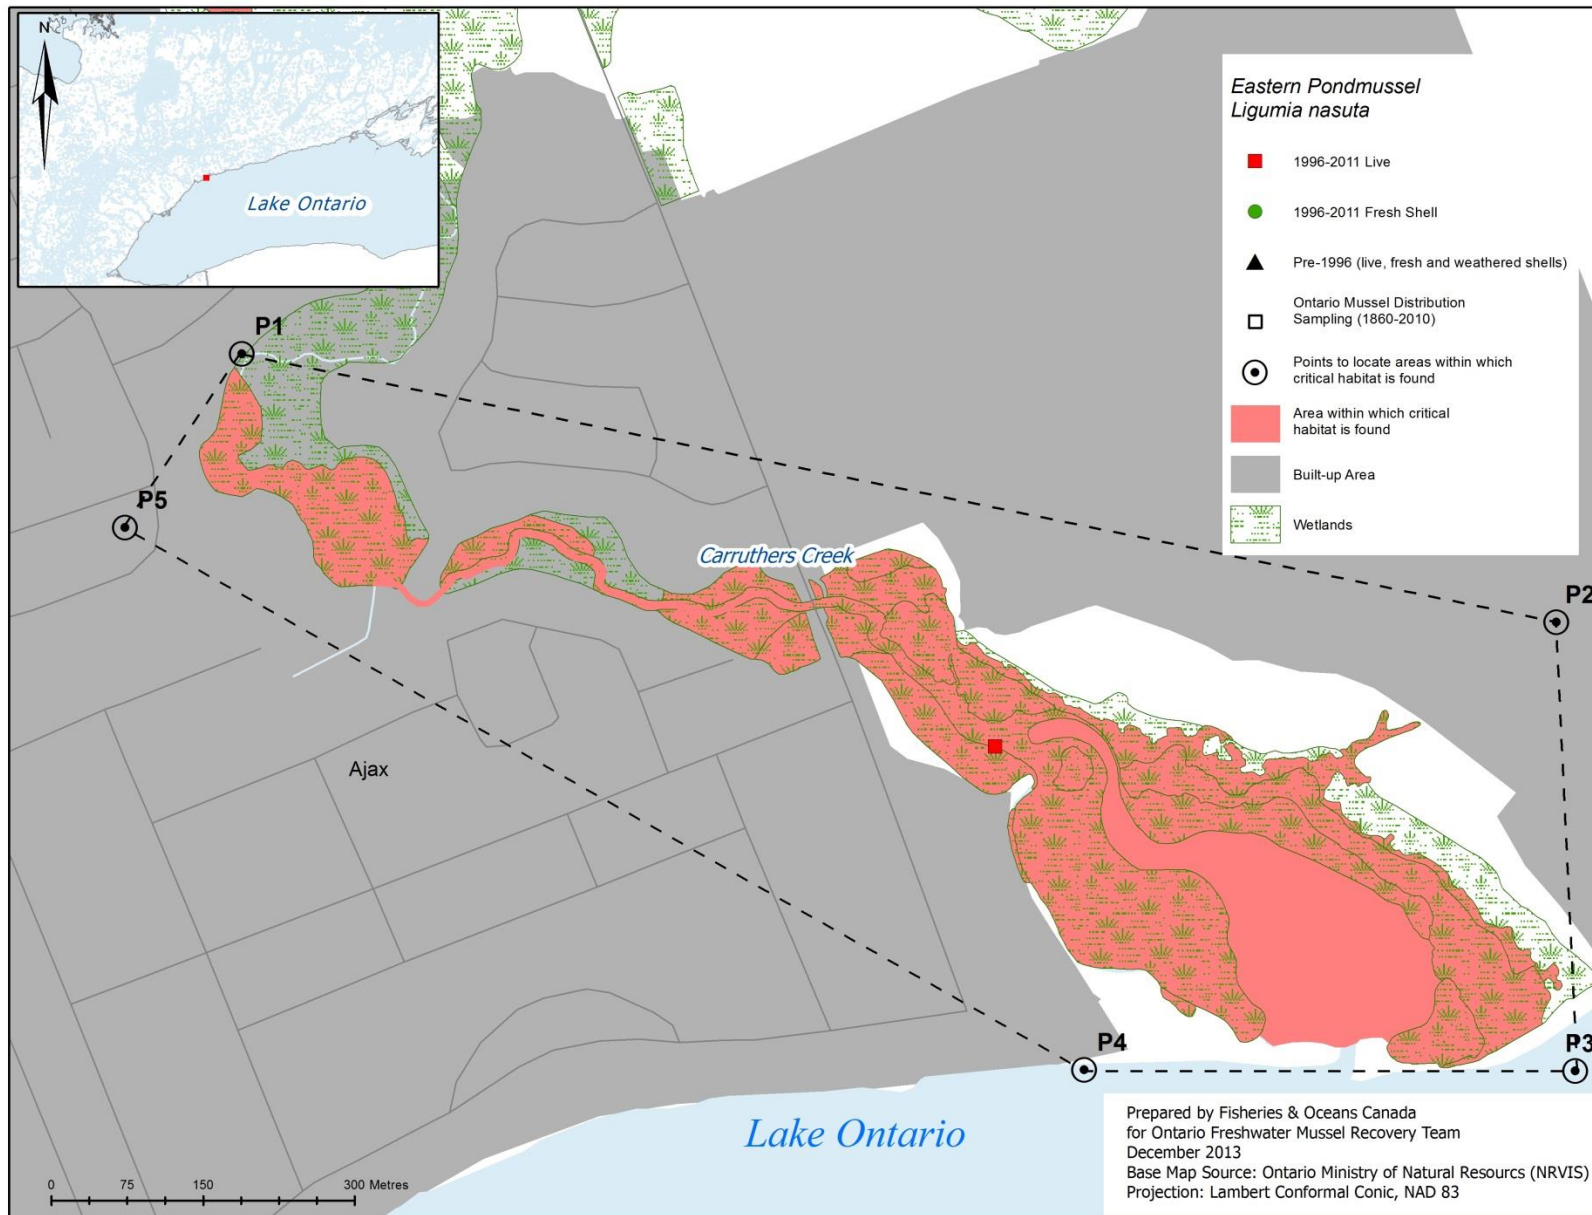 N
Lake Ontario
Eastern Pondmussel
Ligumia nasuta
1996-2011 Live
1996-2011 Fresh Shell
Pre-1996 (live, fresh and weathered shells)
Ontario Mussel Distribution
Sampling (1860-2010)
Points to locate areas within which
critical habitat is found
Area within which critical
habitat is found
Built-up Area
Wetlands
P1
P5
Carruthers Creek
P2
Ajax
P4
P3
Lake Ontario
0 75 150 300 Metres
Prepared by Fisheries & Oceans Canada
for Ontario Freshwater Mussel Recovery Team
December 2013
Base Map Source: Ontario Ministry of Natural Resourcs (NRVIS)
Projection: Lambert Conformal Conic, NAD 83